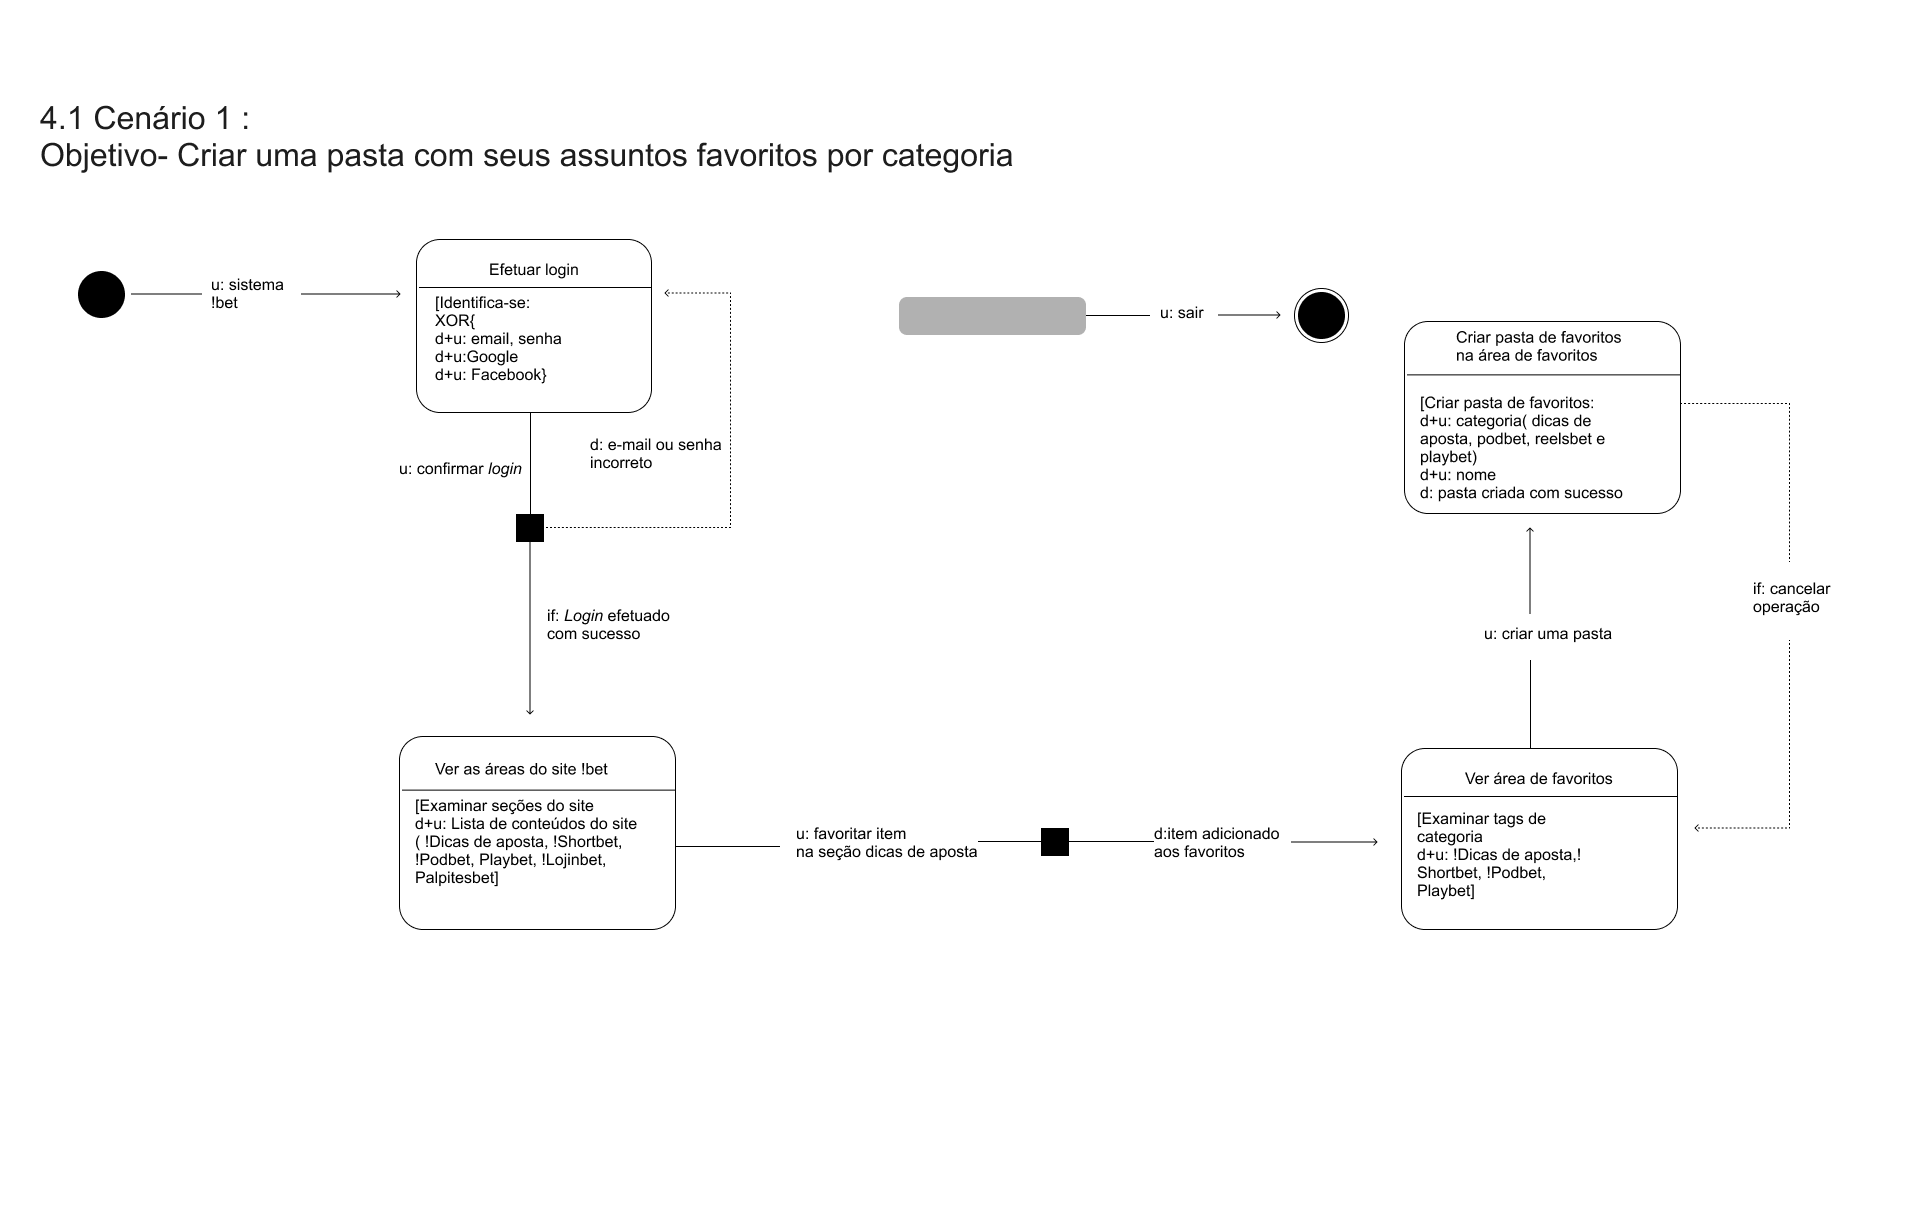 4.1 Cenário 1 :
Objetivo- Criar uma pasta com seus assuntos favoritos por categoria
u: sistema
!bet
Efetuar login
[Identifica-se:
XOR{
d+u: email, senha
d+u:Google
d+u: Facebook}
u: confirmar login
d: e-mail ou senha
incorreto
if: Login efetuado
com sucesso
Ver as áreas do site !bet
[Examinar seções do site
d+u: Lista de conteúdos do site
( !Dicas de aposta, !Shortbet,
!Podbet, Playbet, !Lojinbet,
Palpitesbet]
u: favoritar item
na seção dicas de aposta
d:item adicionado
aos favoritos
Ver área de favoritos
[Examinar tags de
categoria
d+u: !Dicas de aposta,!
Shortbet, !Podbet,
Playbet]
u: criar uma pasta
Criar pasta de favoritos
na área de favoritos
[Criar pasta de favoritos:
d+u: categoria( dicas de
aposta, podbet, reelsbet e
playbet)
d+u: nome
d: pasta criada com sucesso
if: cancelar
operação
u: sair